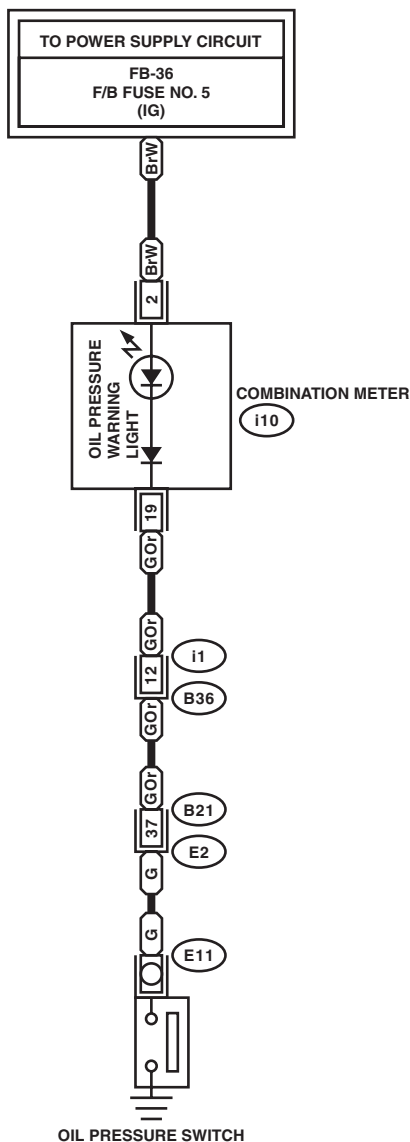 TO POWER SUPPLY CIRCUIT
FB-36
F/B FUSE NO. 5
(IG)
BrW
BrW
2
OIL PRESSURE
WARNING
LIGHT
COMBINATION METER
i10
19
GOr
GOr
i1
12
B36
GOr
GOr
B21
37
E2
G
G
E11
OIL PRESSURE SWITCH